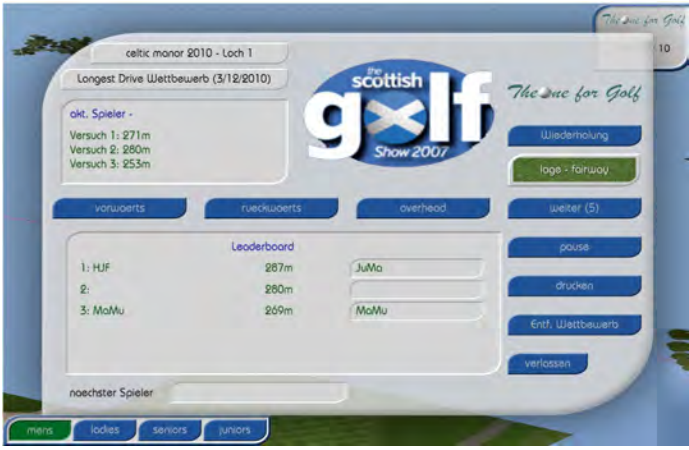 The One for Golf
10
celtic manor 2010 - Loch 1
Longest Drive Wettbewerb (3/12/2010)
the
scottish
golf
Show 2007
The One for Golf
akt. Spieler -
Versuch 1: 271m
Versuch 2: 280m
Versuch 3: 253m
Wiederholung
lage - fairway
vorwaerts
rueckwaerts
overhead
weiter (5)
Leaderboard
1: HJF 287m JuMa
2: 280m
3: MaMu 269m MaMu
pause
drucken
Entf. Wettbewerb
verlassen
naechster Spieler
mens
ladies
seniors
juniors